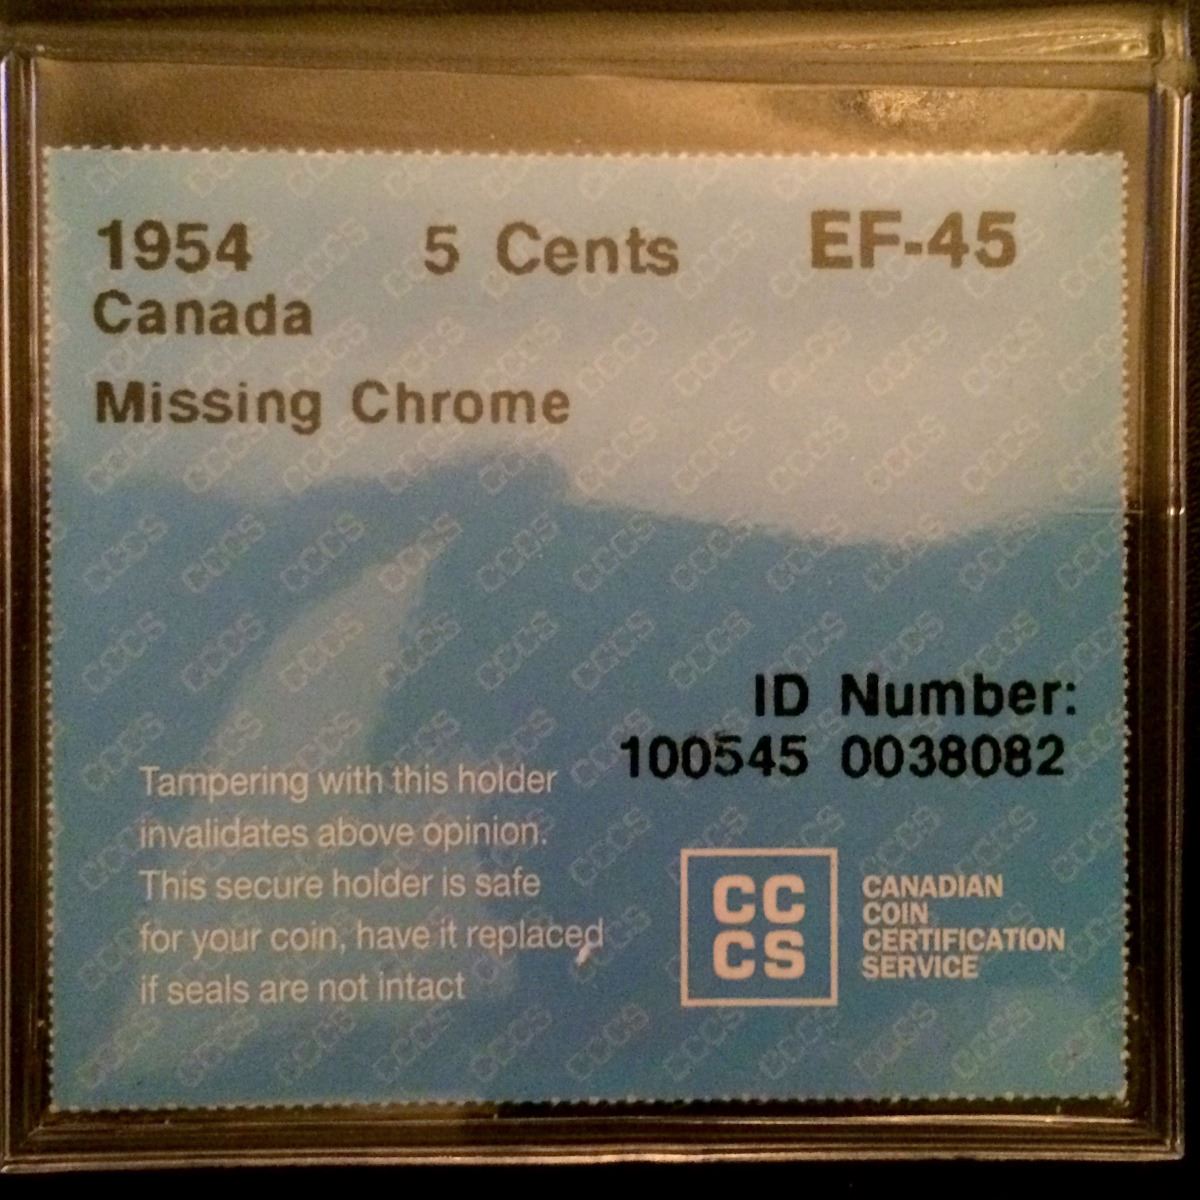 1954 5 Cents EF-45
Canada
Missing Chrome
ID Number:
100545 0038082
Tampering with this holder
invalidates above opinion.
This secure holder is safe
for your coin, have it replaced
if seals are not intact
CC
CS
CANADIAN
COIN
CERTIFICATION
SERVICE